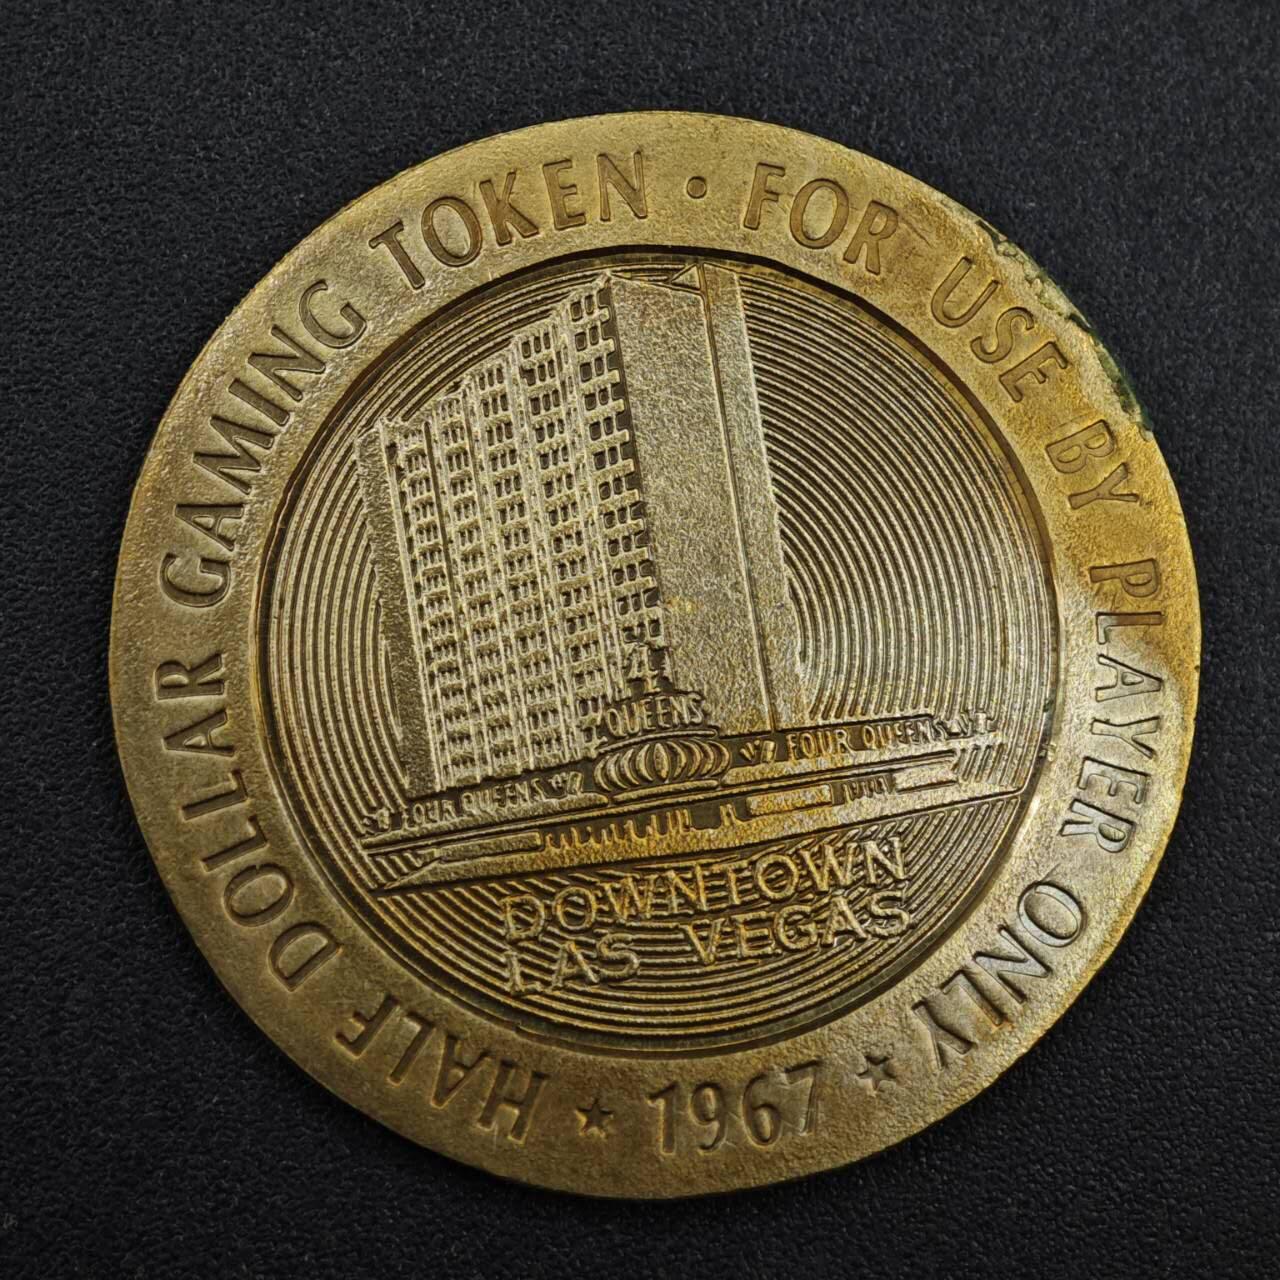 HALF DOLLAR GAMING TOKEN · FOR USE BY PLAYER ONLY
★ 1967 ★
4
QUEENS
FOUR QUEENS
FOUR QUEENS
DOWNTOWN
LAS VEGAS